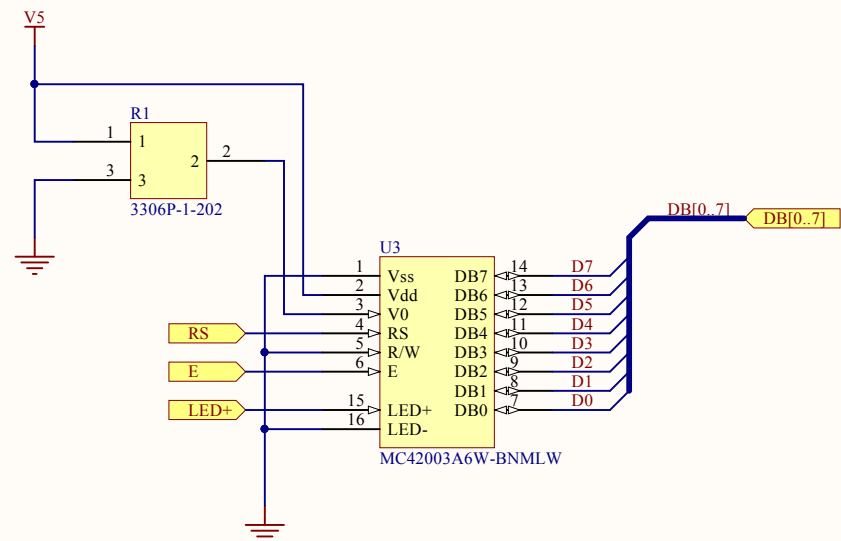 V5
R1
1 1
2 2
3 3
3306P-1-202
DB[0..7] DB[0..7]
U3
1 Vss DB7 14 D7
2 Vdd DB6 13 D6
3 V0 DB5 12 D5
RS 4 RS DB4 11 D4
5 R/W DB3 10 D3
E 6 E DB2 9 D2
DB1 8 D1
LED+ 15 LED+ DB0 7 D0
16 LED-
MC42003A6W-BNMLW